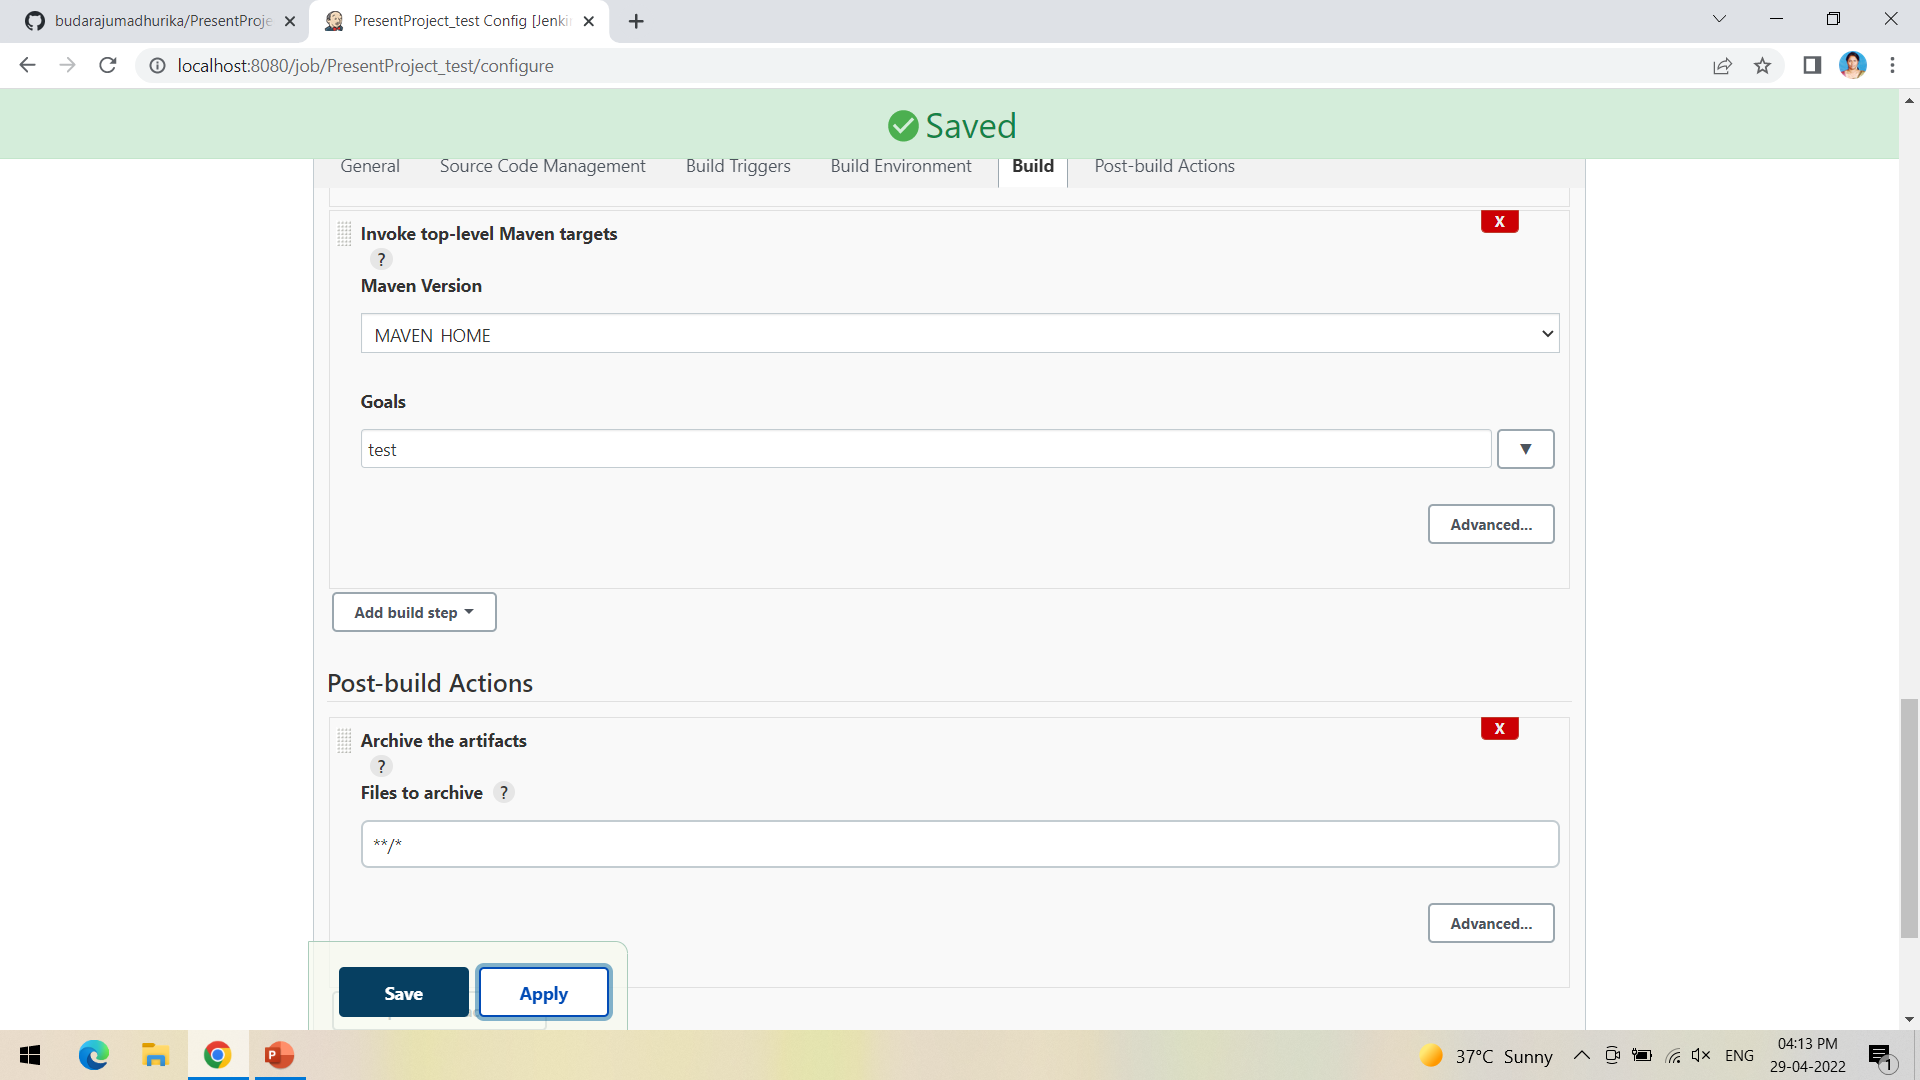 budarajumadhurika/PresentProje
PresentProject_test Config [Jenki
localhost:8080/job/PresentProject_test/configure
Saved
General
Source Code Management
Build Triggers
Build Environment
Build
Post-build Actions
Invoke top-level Maven targets
X
?
Maven Version
MAVEN HOME
Goals
test
Advanced...
Add build step
Post-build Actions
Archive the artifacts
X
?
Files to archive ?
**/*
Advanced...
Save
Apply
37°C Sunny
ENG
04:13 PM
29-04-2022
1